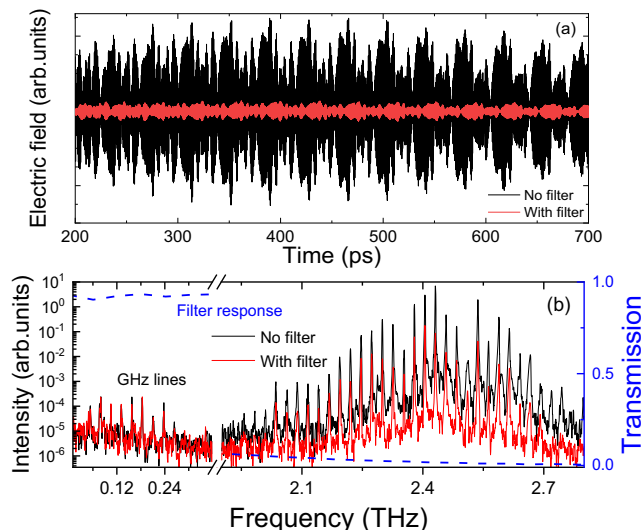 (a)
Electric field (arb.units)
No filter
With filter
200 300 400 500 600 700
Time (ps)
(b)
Intensity (arb.units)
10¹
10⁰
10⁻¹
10⁻²
10⁻³
10⁻⁴
10⁻⁵
10⁻⁶
Filter response
No filter
With filter
GHz lines
1.0
0.5
0.0
Transmission
0.12 0.24 2.1 2.4 2.7
Frequency (THz)